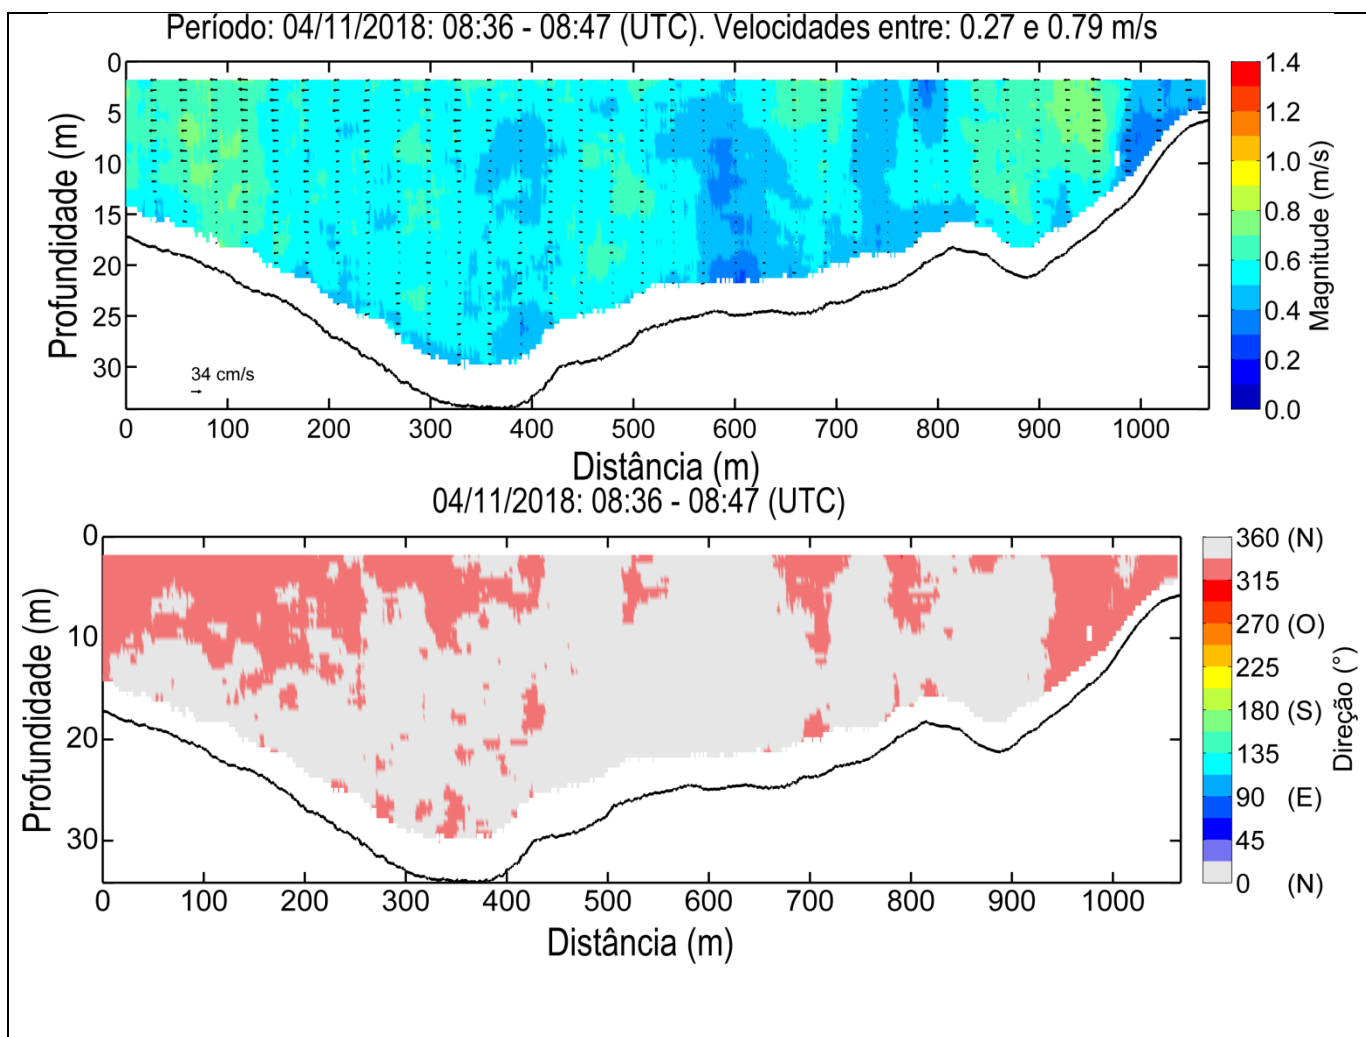 Período: 04/11/2018: 08:36 - 08:47 (UTC). Velocidades entre: 0.27 e 0.79 m/s
Profundidade (m)
0
5
10
15
20
25
30
34 cm/s
0 100 200 300 400 500 600 700 800 900 1000
Distância (m)
1.4
1.2
1.0
0.8
0.6
0.4
0.2
0.0
Magnitude (m/s)
04/11/2018: 08:36 - 08:47 (UTC)
Profundidade (m)
0
10
20
30
0 100 200 300 400 500 600 700 800 900 1000
Distância (m)
360 (N)
315
270 (O)
225
180 (S)
135
90 (E)
45
0 (N)
Direção (°)